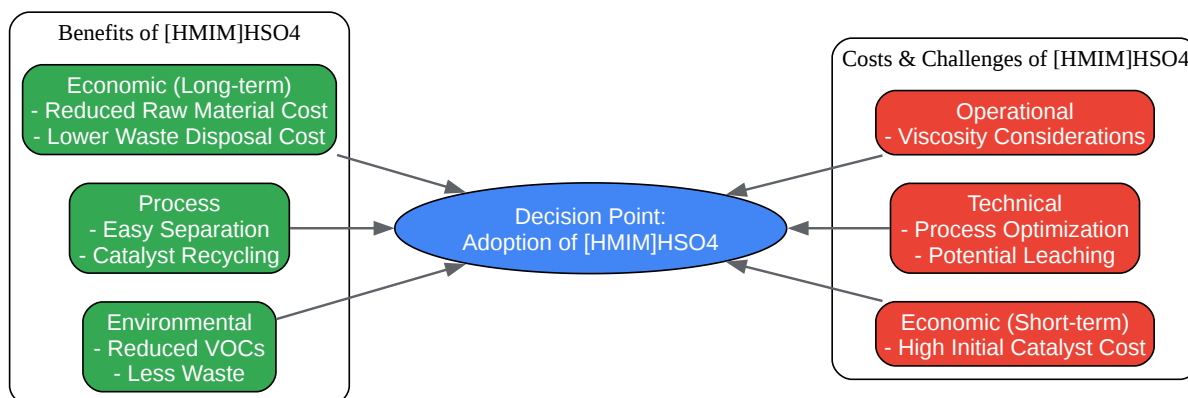 Benefits of [HMIM]HSO4
Economic (Long-term)
- Reduced Raw Material Cost
- Lower Waste Disposal Cost
Process
- Easy Separation
- Catalyst Recycling
Environmental
- Reduced VOCs
- Less Waste
Decision Point:
Adoption of [HMIM]HSO4
Costs & Challenges of [HMIM]HSO4
Operational
- Viscosity Considerations
Technical
- Process Optimization
- Potential Leaching
Economic (Short-term)
- High Initial Catalyst Cost